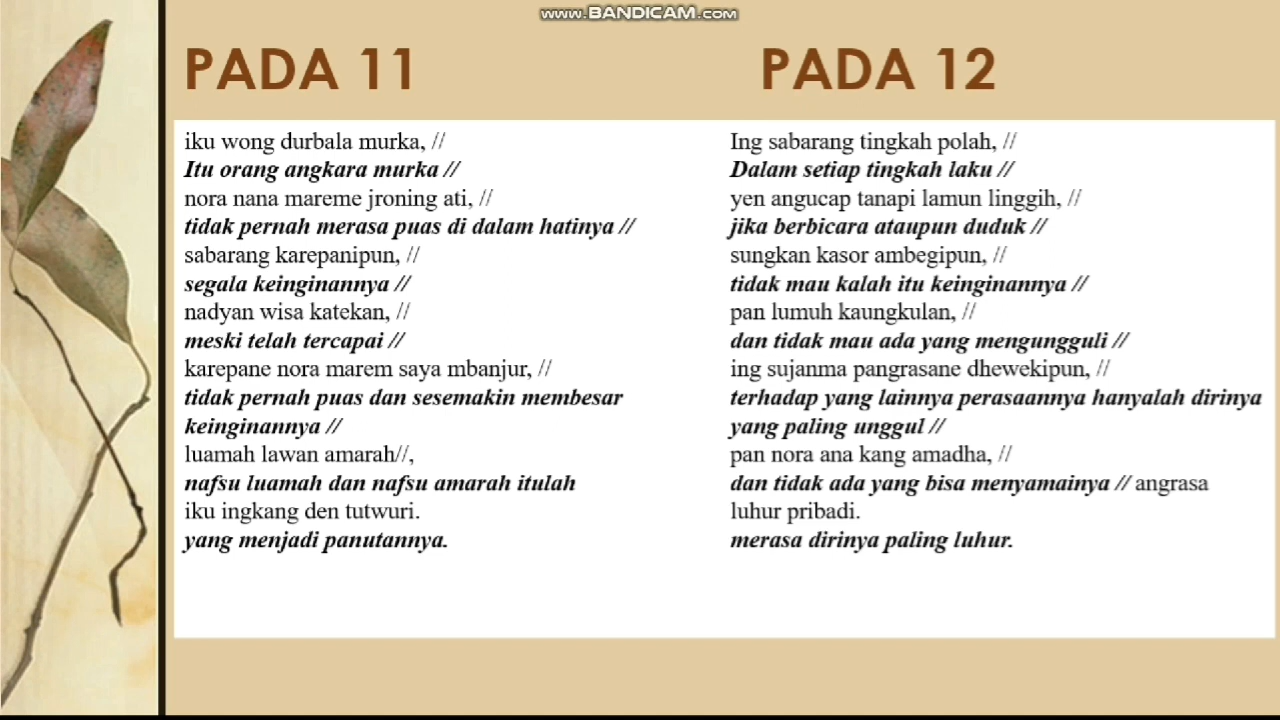 www.BANDICAM.com
PADA 11
iku wong durbala murka, //
Itu orang angkara murka //
nora nana mareme jroning ati, //
tidak pernah merasa puas di dalam hatinya //
sabarang karepanipun, //
segala keinginannya //
nadyan wisa katekan, //
meski telah tercapai //
karepane nora marem saya mbanjur, //
tidak pernah puas dan sesemakin membesar
keinginannya //
luamah lawan amarah//,
nafsu luamah dan nafsu amarah itulah
iku ingkang den tutwuri.
yang menjadi panutannya.
PADA 12
Ing sabarang tingkah polah, //
Dalam setiap tingkah laku //
yen angucap tanapi lamun linggih, //
jika berbicara ataupun duduk //
sungkan kasor ambegipun, //
tidak mau kalah itu keinginannya //
pan lumuh kaungkulan, //
dan tidak mau ada yang mengungguli //
ing sujanma pangrasane dhewekipun, //
terhadap yang lainnya perasaannya hanyalah dirinya
yang paling unggul //
pan nora ana kang amadha, //
dan tidak ada yang bisa menyamainya // angrasa
luhur pribadi.
merasa dirinya paling luhur.